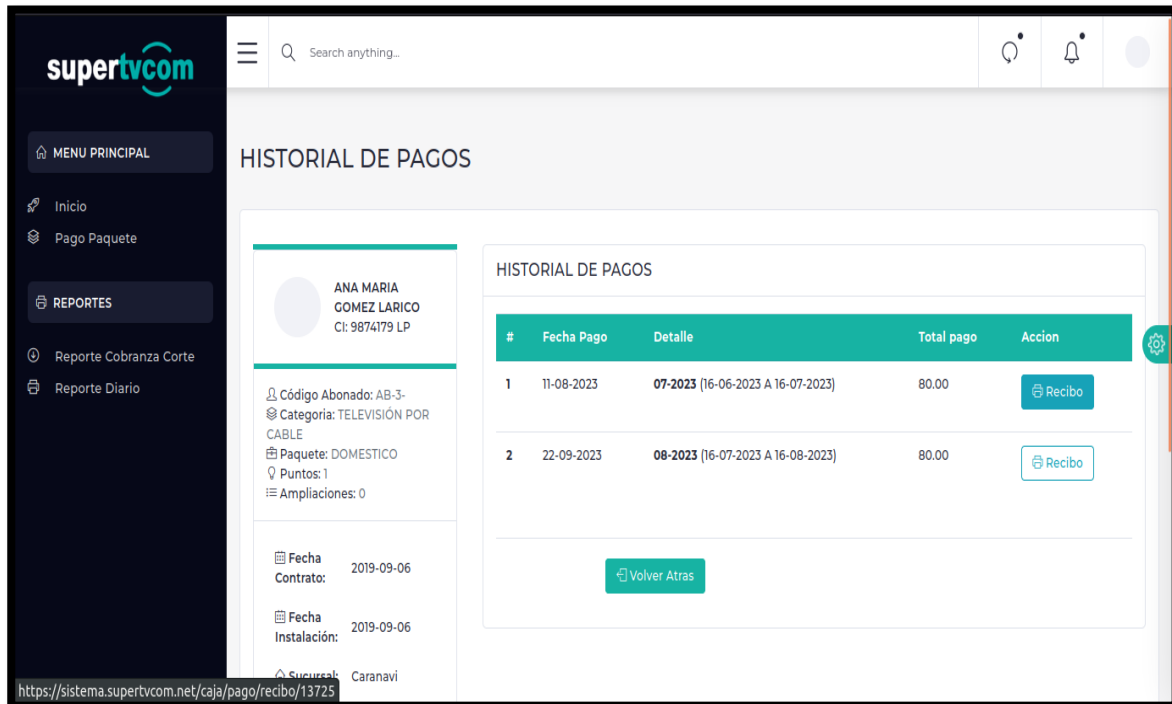 supertvcom
Search anything...
MENU PRINCIPAL
Inicio
Pago Paquete
REPORTES
Reporte Cobranza Corte
Reporte Diario
HISTORIAL DE PAGOS
ANA MARIA
GOMEZ LARICO
CI: 9874179 LP
Código Abonado: AB-3-
Categoria: TELEVISIÓN POR
CABLE
Paquete: DOMESTICO
Puntos: 1
Ampliaciones: 0
Fecha
Contrato: 2019-09-06
Fecha
Instalación: 2019-09-06
Sucursal: Caranavi
HISTORIAL DE PAGOS
# Fecha Pago Detalle Total pago Accion
1 11-08-2023 07-2023 (16-06-2023 A 16-07-2023) 80.00 Recibo
2 22-09-2023 08-2023 (16-07-2023 A 16-08-2023) 80.00 Recibo
Volver Atras
https://sistema.supertvcom.net/caja/pago/recibo/13725